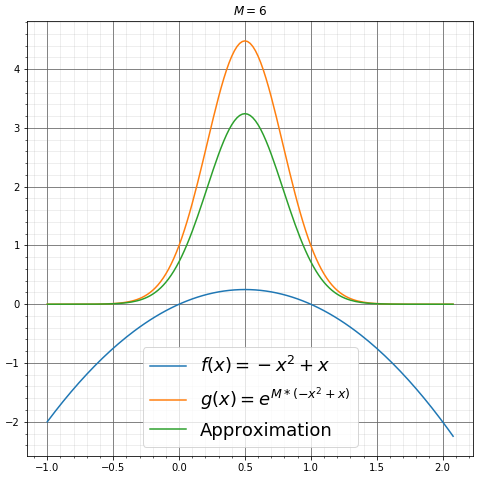 M = 6
4
3
2
1
0
−1
−2
f(x) = −x² + x
g(x) = e^{M*(−x²+x)}
Approximation
−1.0 −0.5 0.0 0.5 1.0 1.5 2.0